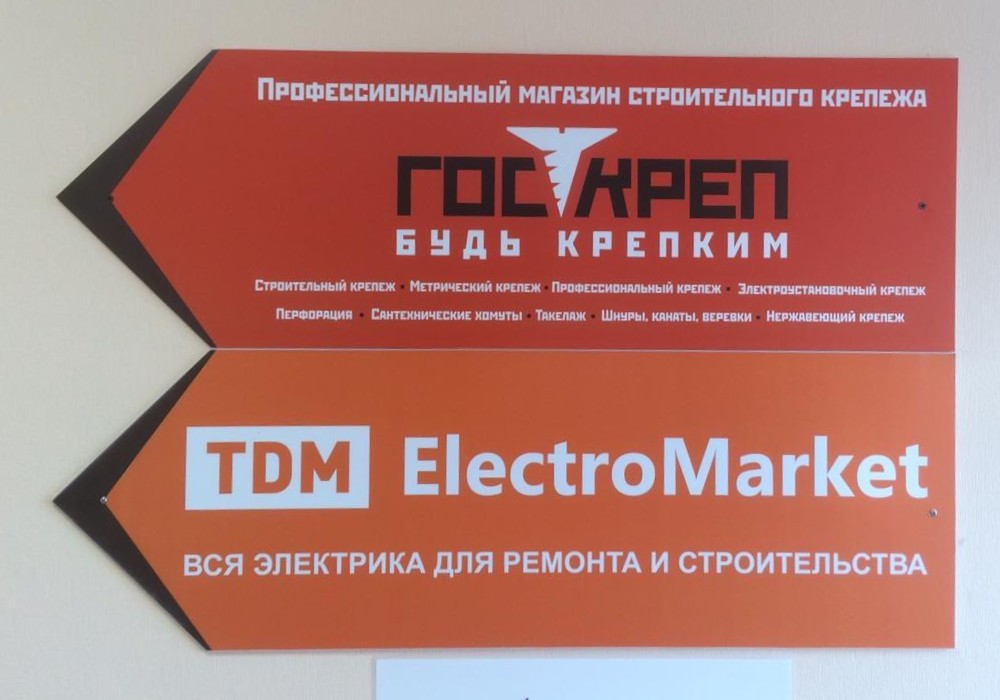 Профессиональный магазин строительного крепежа
ГОСКРЕП
БУДЬ КРЕПКИМ
Строительный крепеж • Метрический крепеж • Профессиональный крепеж • Электроустановочный крепеж
Перфорация • Сантехнические хомуты • Такелаж • Шнуры, канаты, веревки • Нержавеющий крепеж
TDM ElectroMarket
ВСЯ ЭЛЕКТРИКА ДЛЯ РЕМОНТА И СТРОИТЕЛЬСТВА